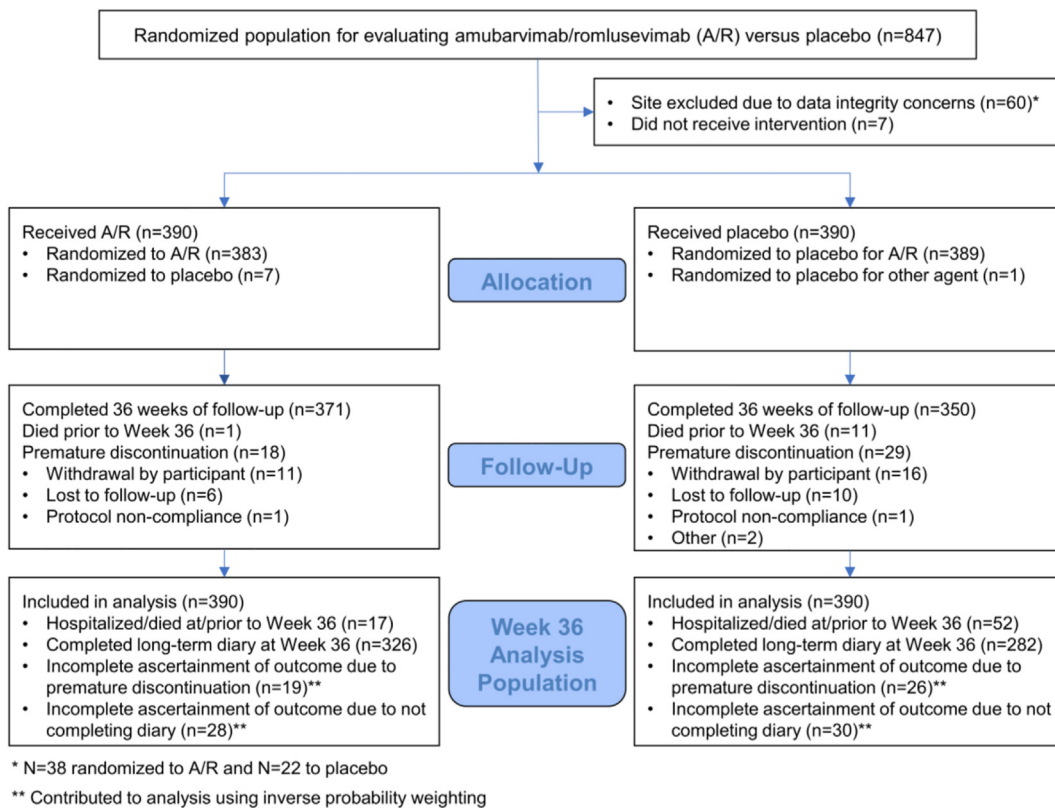 Randomized population for evaluating amubarvimab/romlusevimab (A/R) versus placebo (n=847)
• Site excluded due to data integrity concerns (n=60)*
• Did not receive intervention (n=7)
Received A/R (n=390)
• Randomized to A/R (n=383)
• Randomized to placebo (n=7)
Allocation
Received placebo (n=390)
• Randomized to placebo for A/R (n=389)
• Randomized to placebo for other agent (n=1)
Completed 36 weeks of follow-up (n=371)
Died prior to Week 36 (n=1)
Premature discontinuation (n=18)
• Withdrawal by participant (n=11)
• Lost to follow-up (n=6)
• Protocol non-compliance (n=1)
Follow-Up
Completed 36 weeks of follow-up (n=350)
Died prior to Week 36 (n=11)
Premature discontinuation (n=29)
• Withdrawal by participant (n=16)
• Lost to follow-up (n=10)
• Protocol non-compliance (n=1)
• Other (n=2)
Included in analysis (n=390)
• Hospitalized/died at/prior to Week 36 (n=17)
• Completed long-term diary at Week 36 (n=326)
• Incomplete ascertainment of outcome due to
premature discontinuation (n=19)**
• Incomplete ascertainment of outcome due to not
completing diary (n=28)**
Week 36
Analysis
Population
Included in analysis (n=390)
• Hospitalized/died at/prior to Week 36 (n=52)
• Completed long-term diary at Week 36 (n=282)
• Incomplete ascertainment of outcome due to
premature discontinuation (n=26)**
• Incomplete ascertainment of outcome due to not
completing diary (n=30)**
* N=38 randomized to A/R and N=22 to placebo
** Contributed to analysis using inverse probability weighting